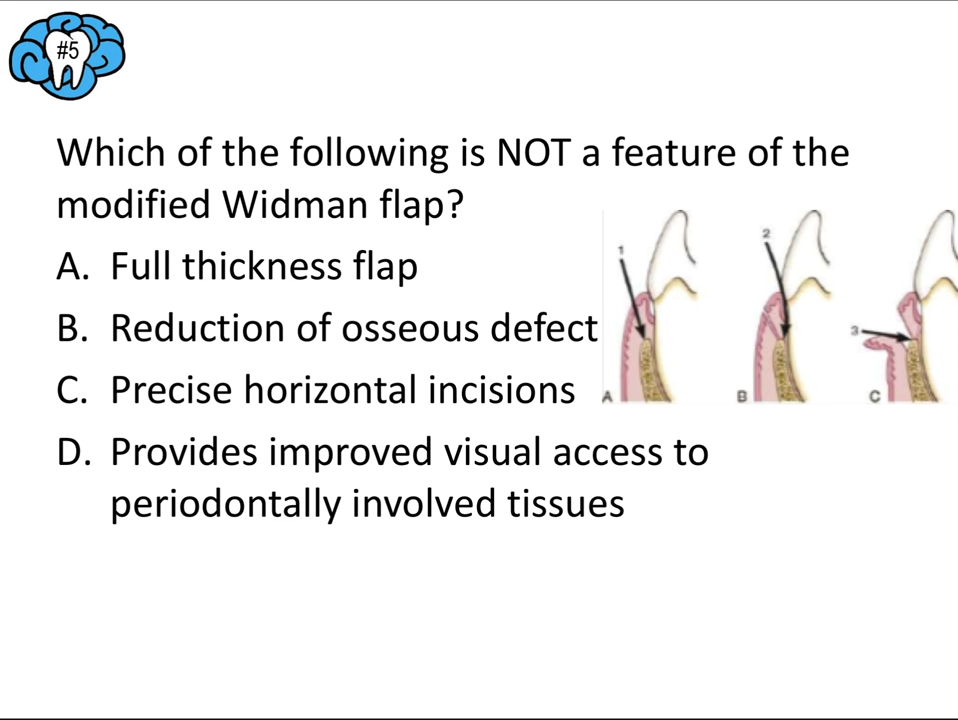 #5
Which of the following is NOT a feature of the
modified Widman flap?
A. Full thickness flap
B. Reduction of osseous defect
C. Precise horizontal incisions
D. Provides improved visual access to
periodontally involved tissues
1
2
3
A
B
C